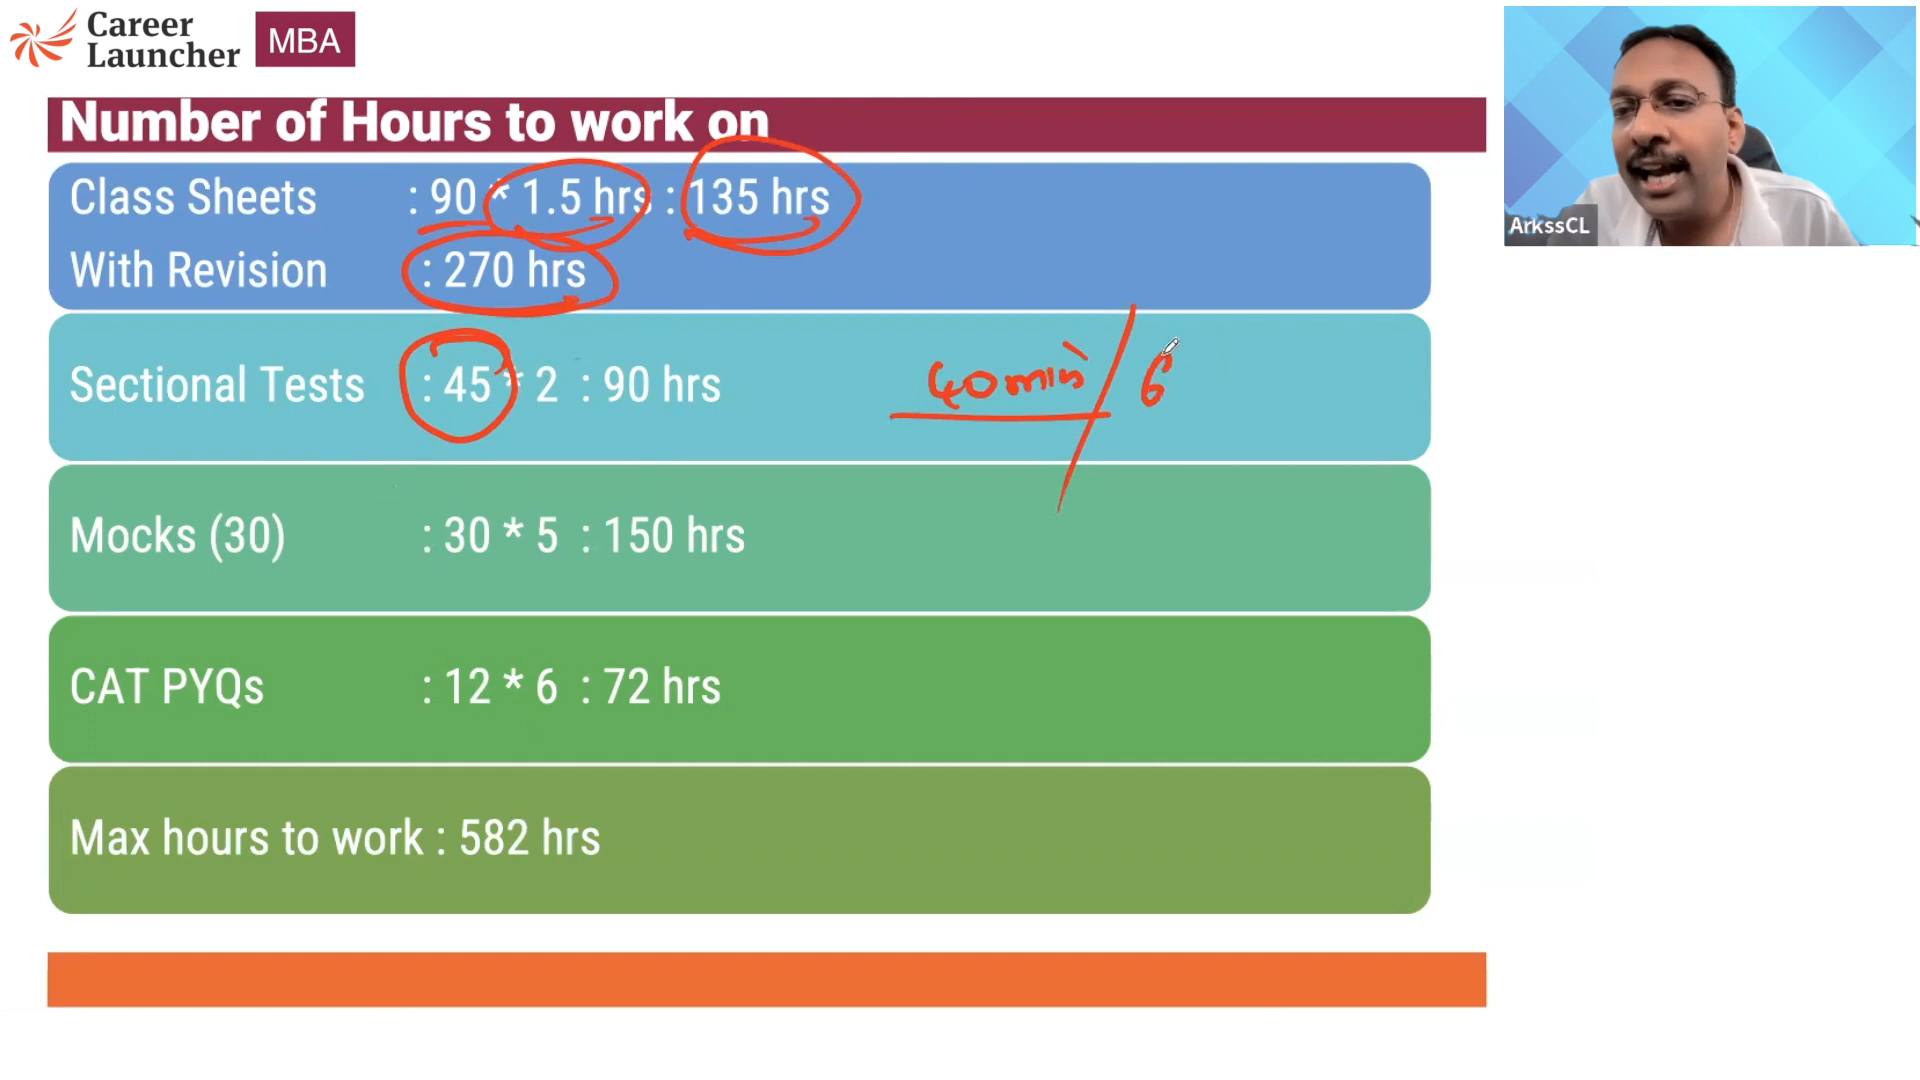 Career
Launcher
MBA
Number of Hours to work on
Class Sheets : 90 * 1.5 hrs : 135 hrs
With Revision : 270 hrs
Sectional Tests : 45 * 2 : 90 hrs
40 min 6
Mocks (30) : 30 * 5 : 150 hrs
CAT PYQs : 12 * 6 : 72 hrs
Max hours to work : 582 hrs
ArkssCL